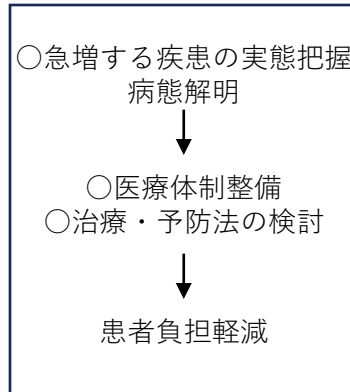 ○急増する疾患の実態把握
病態解明
○医療体制整備
○治療・予防法の検討
患者負担軽減